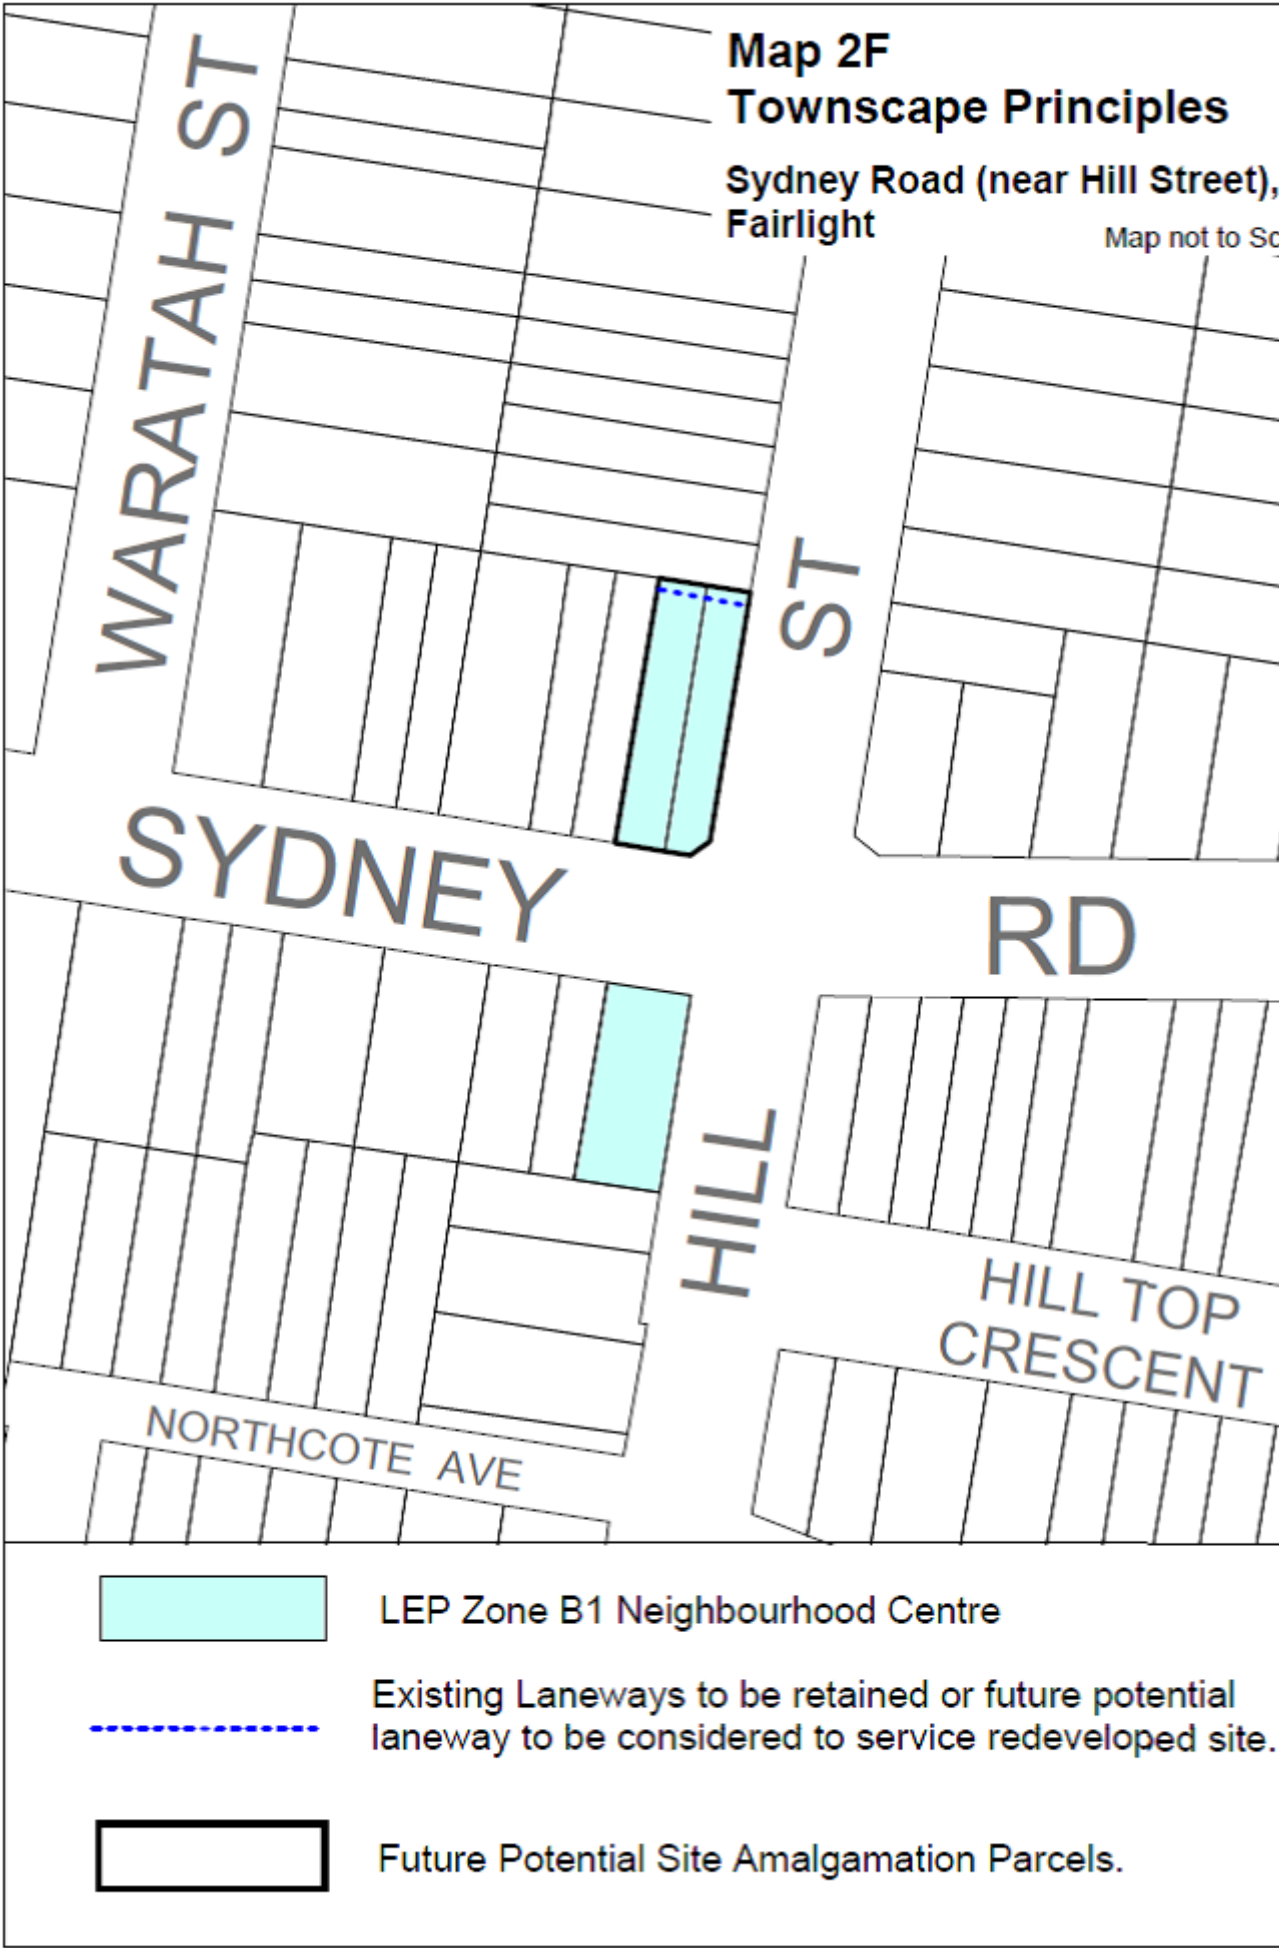 Map 2F
Townscape Principles
Sydney Road (near Hill Street),
Fairlight
Map not to Sc
WARATAH ST
ST
SYDNEY
RD
HILL
HILL TOP
CRESCENT
NORTHCOTE AVE
LEP Zone B1 Neighbourhood Centre
Existing Laneways to be retained or future potential
laneway to be considered to service redeveloped site.
Future Potential Site Amalgamation Parcels.